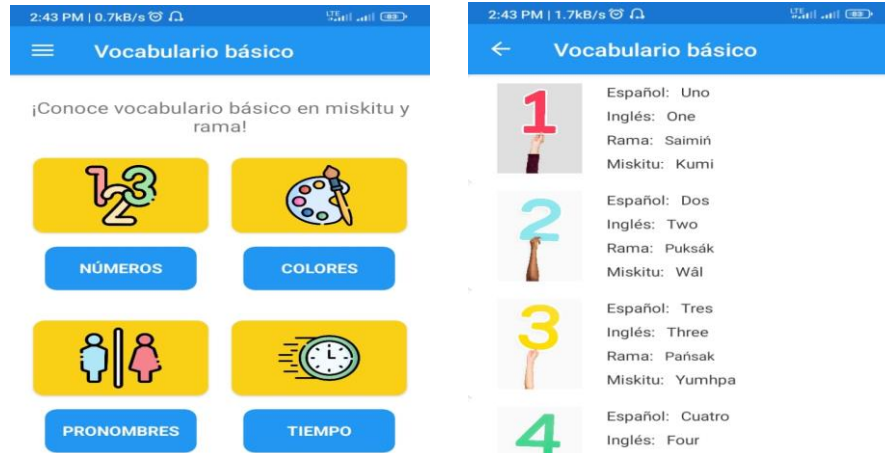 2:43 PM | 0.7kB/s
Vocabulario básico
¡Conoce vocabulario básico en miskitu y
rama!
NÚMEROS
COLORES
PRONOMBRES
TIEMPO
2:43 PM | 1.7kB/s
Vocabulario básico
Español: Uno
Inglés: One
Rama: Saimiń
Miskitu: Kumi
Español: Dos
Inglés: Two
Rama: Puksák
Miskitu: Wâl
Español: Tres
Inglés: Three
Rama: Pańsak
Miskitu: Yumhpa
Español: Cuatro
Inglés: Four